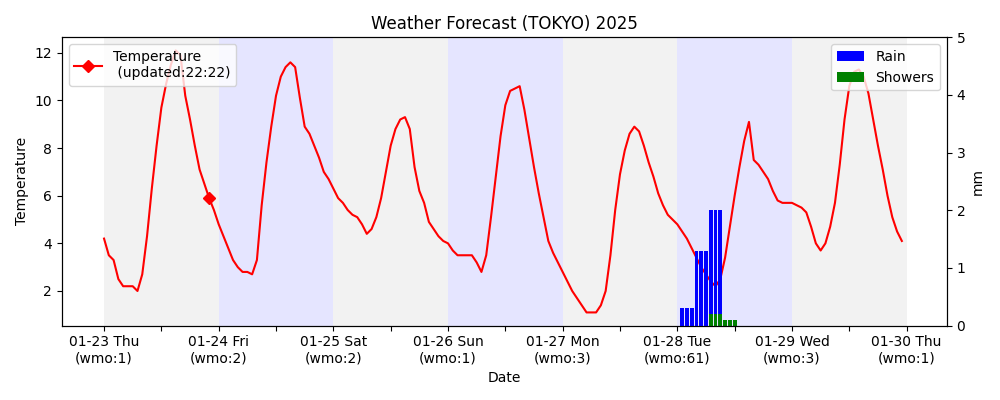 Weather Forecast (TOKYO) 2025
Temperature
(updated:22:22)
Rain
Showers
Temperature
12
10
8
6
4
2
5
4
3
2
1
0
mm
01-23 Thu
(wmo:1)
01-24 Fri
(wmo:2)
01-25 Sat
(wmo:2)
01-26 Sun
(wmo:1)
01-27 Mon
(wmo:3)
01-28 Tue
(wmo:61)
01-29 Wed
(wmo:3)
01-30 Thu
(wmo:1)
Date